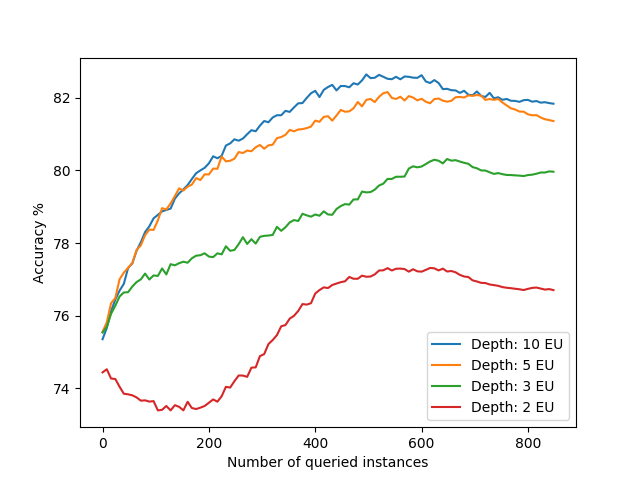 Accuracy %
82
80
78
76
74
0
200
400
600
800
Number of queried instances
Depth: 10 EU
Depth: 5 EU
Depth: 3 EU
Depth: 2 EU